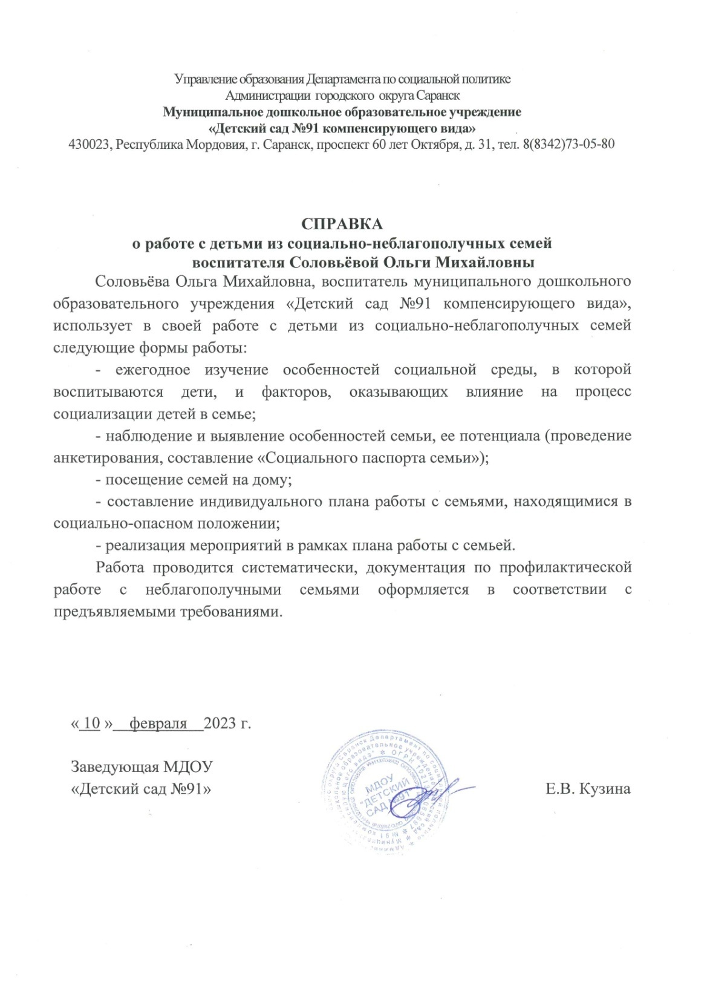 Управление образования Департамента по социальной политике
Администрации городского округа Саранск
Муниципальное дошкольное образовательное учреждение
«Детский сад №91 компенсирующего вида»
430023, Республика Мордовия, г. Саранск, проспект 60 лет Октября, д. 31, тел. 8(8342)73-05-80
СПРАВКА
о работе с детьми из социально-неблагополучных семей
воспитателя Соловьёвой Ольги Михайловны
Соловьёва Ольга Михайловна, воспитатель муниципального дошкольного
образовательного учреждения «Детский сад №91 компенсирующего вида»,
использует в своей работе с детьми из социально-неблагополучных семей
следующие формы работы:
- ежегодное изучение особенностей социальной среды, в которой
воспитываются дети, и факторов, оказывающих влияние на процесс
социализации детей в семье;
- наблюдение и выявление особенностей семьи, ее потенциала (проведение
анкетирования, составление «Социального паспорта семьи»);
- посещение семей на дому;
- составление индивидуального плана работы с семьями, находящимися в
социально-опасном положении;
- реализация мероприятий в рамках плана работы с семьей.
Работа проводится систематически, документация по профилактической
работе с неблагополучными семьями оформляется в соответствии с
предъявляемыми требованиями.
« 10 »__февраля__2023 г.
Заведующая МДОУ
«Детский сад №91»
МДОУ
"ДЕТСКИЙ
САД №91"
Е.В. Кузина